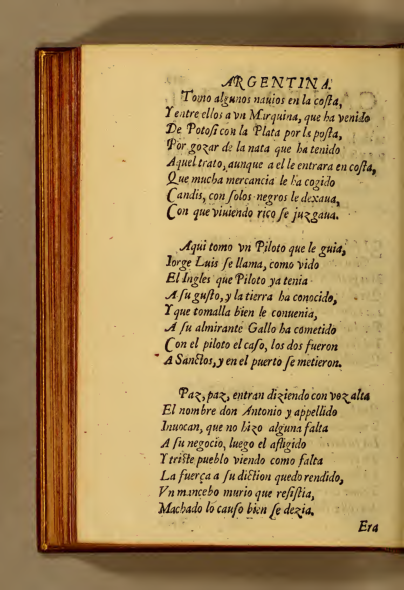 ARGENTINA.
Tomo algunos nauios en la costa,
Y entre ellos a vn Marquina, que ha venido
De Potosi con la Plata por la posta,
Por gozar de la nata que ha tenido
Aquel trato, aunque a el le entrara en costa,
Que mucha mercancia le ha cogido
Candis, con solos negros le dexaua,
Con que viuiendo rico se juzgaua.
Aqui tomo vn Piloto que le guia,
Iorge Luis se llama, como vido
El Ingles que Piloto ya tenia
A su gusto, y la tierra ha conocido,
Y que tomalla bien le conuenia,
A su almirante Gallo ha cometido
Con el piloto el caso, los dos fueron
A Sanctos, y en el puerto se metieron.
Paz, paz, entran diziendo con voz alta
El nombre don Antonio y appellido
Inuocan, que no hizo alguna falta
A su negocio, luego el afligido
Y triste pueblo viendo como falta
La fuerça a su diction quedo rendido,
Vn mancebo murio que resistia,
Machado lo causo bien se dezia.
Era